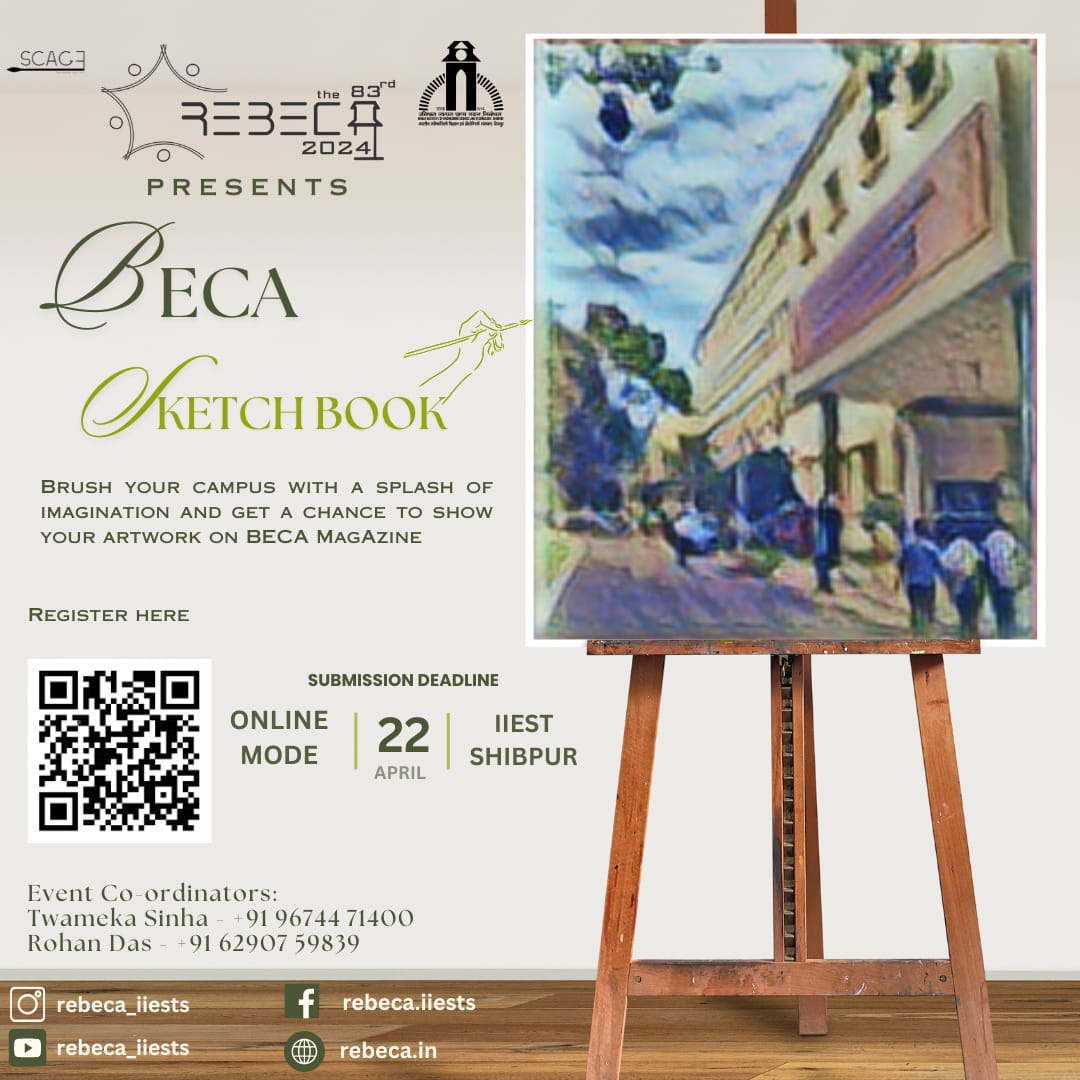 SCAGE
the 83rd
REBECA
2024
PRESENTS
BECA
SKETCH BOOK
BRUSH YOUR CAMPUS WITH A SPLASH OF
IMAGINATION AND GET A CHANCE TO SHOW
YOUR ARTWORK ON BECA MAGAZINE
REGISTER HERE
SUBMISSION DEADLINE
ONLINE
MODE
22
APRIL
IIEST
SHIBPUR
Event Co-ordinators:
Twameka Sinha - +91 96744 71400
Rohan Das - +91 62907 59839
rebeca_iiests
rebeca.iiests
rebeca_iiests
rebeca.in